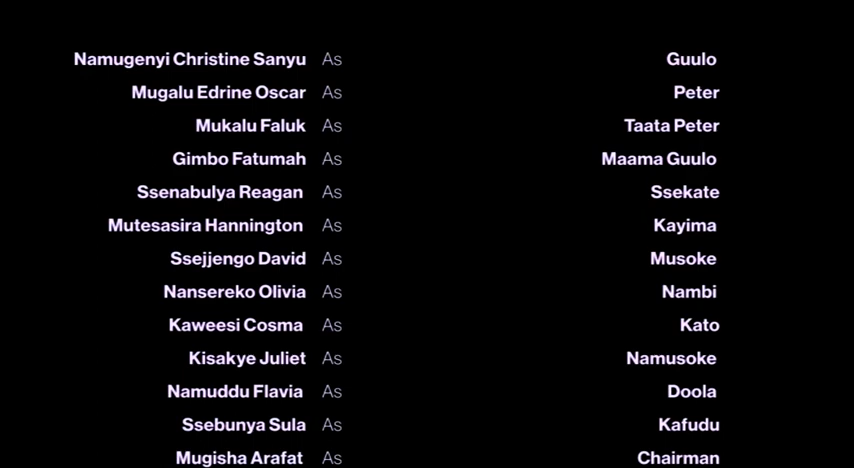 Namugenyi Christine Sanyu As Guulo
Mugalu Edrine Oscar As Peter
Mukalu Faluk As Taata Peter
Gimbo Fatumah As Maama Guulo
Ssenabulya Reagan As Ssekate
Mutesasira Hannington As Kayima
Ssejjengo David As Musoke
Nansereko Olivia As Nambi
Kaweesi Cosma As Kato
Kisakye Juliet As Namusoke
Namuddu Flavia As Doola
Ssebunya Sula As Kafudu
Mugisha Arafat As Chairman